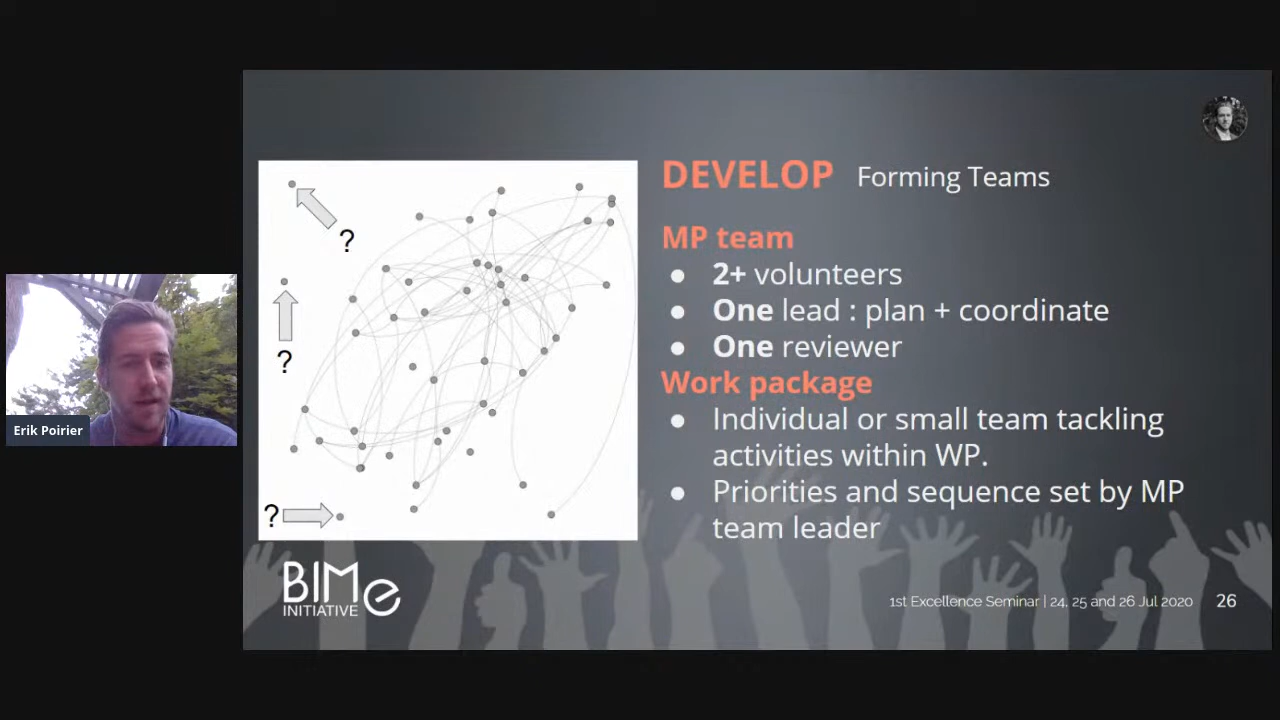 DEVELOP Forming Teams
MP team
● 2+ volunteers
● One lead : plan + coordinate
● One reviewer
Work package
● Individual or small team tackling
activities within WP.
● Priorities and sequence set by MP
team leader
?
?
?
Erik Poirier
BIMe
INITIATIVE
1st Excellence Seminar | 24, 25 and 26 Jul 2020 26